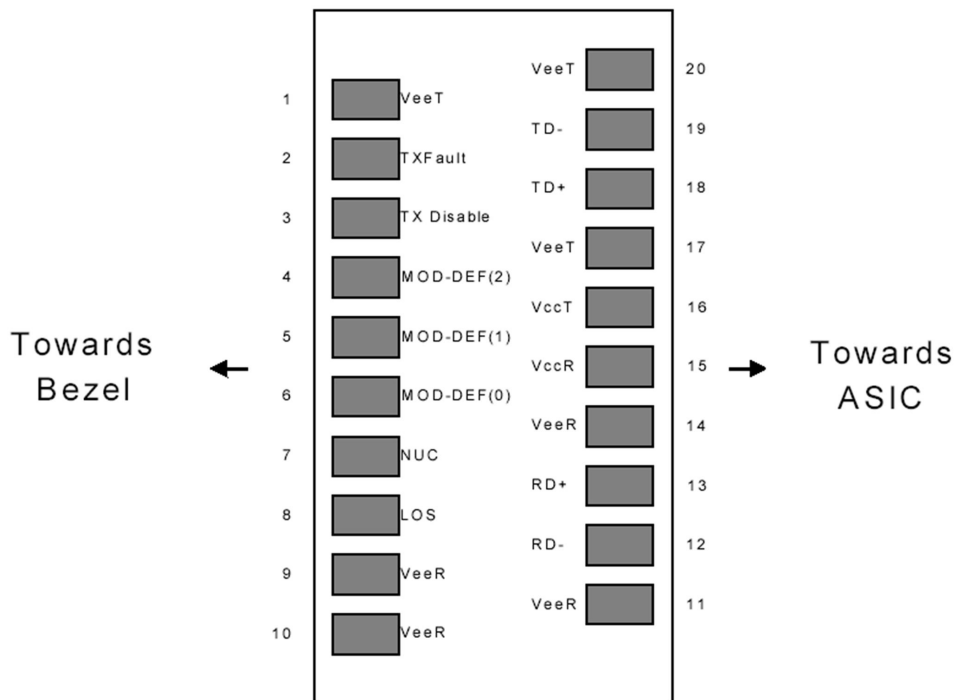 1 VeeT
2 TXFault
3 TX Disable
4 MOD-DEF(2)
5 MOD-DEF(1)
6 MOD-DEF(0)
7 NUC
8 LOS
9 VeeR
10 VeeR
VeeT 20
TD- 19
TD+ 18
VeeT 17
VccT 16
VccR 15
VeeR 14
RD+ 13
RD- 12
VeeR 11
Towards
Bezel
Towards
ASIC